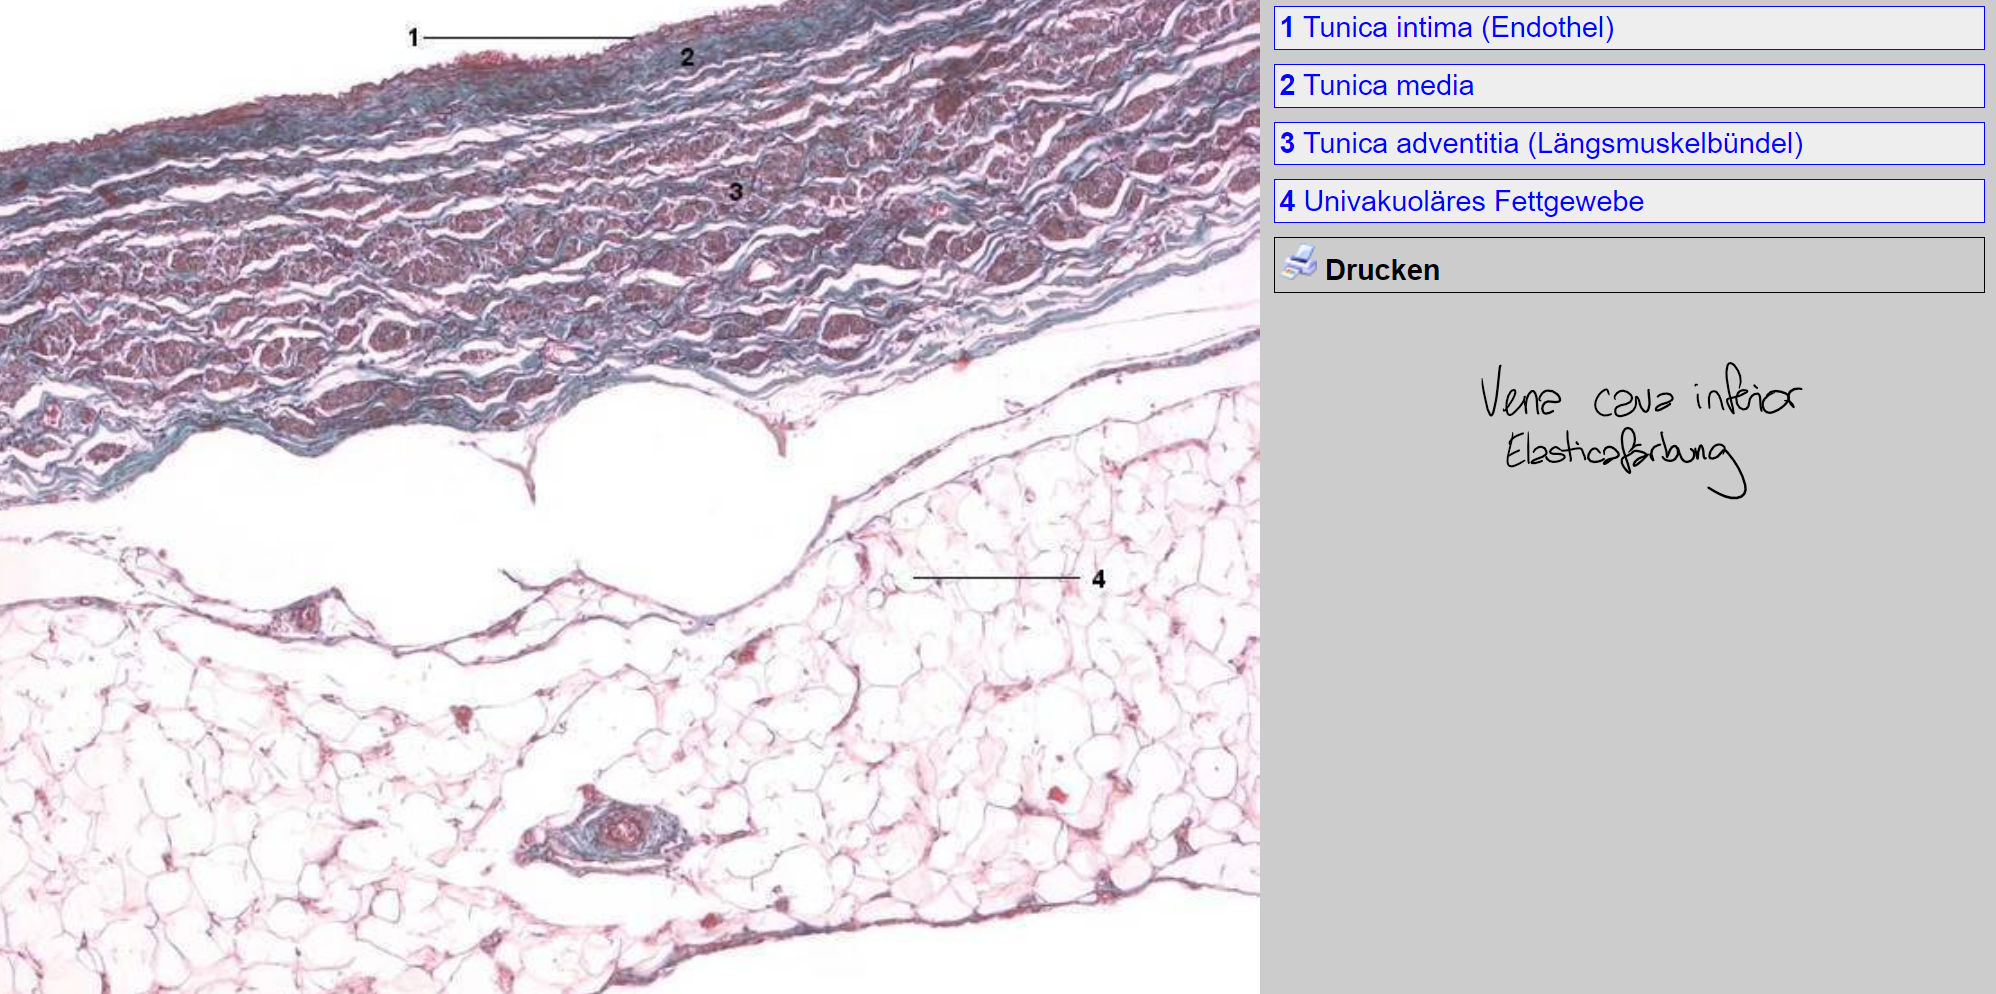 1
2
3
4
1 Tunica intima (Endothel)
2 Tunica media
3 Tunica adventitia (Längsmuskelbündel)
4 Univakuoläres Fettgewebe
Drucken
Vena cava inferior
Elasticafärbung